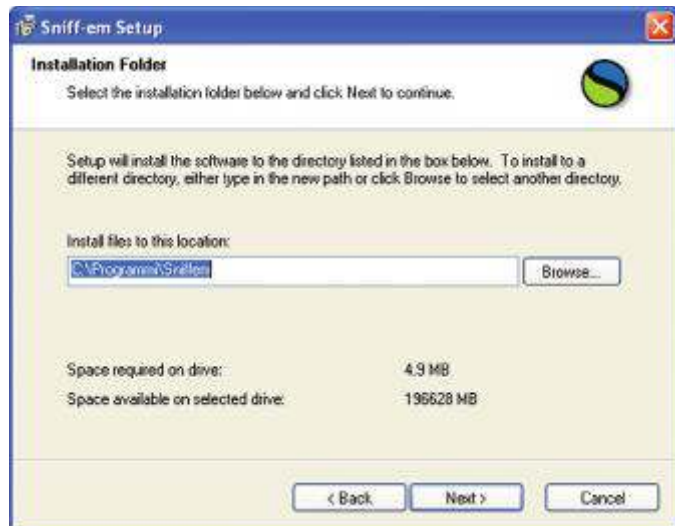 Sniff-em Setup
Installation Folder
Select the installation folder below and click Next to continue.
Setup will install the software to the directory listed in the box below. To install to a
different directory, either type in the new path or click Browse to select another directory.
Install files to this location:
C:\Programmi\Sniffem
Browse...
Space required on drive: 4.9 MB
Space available on selected drive: 196628 MB
< Back Next > Cancel